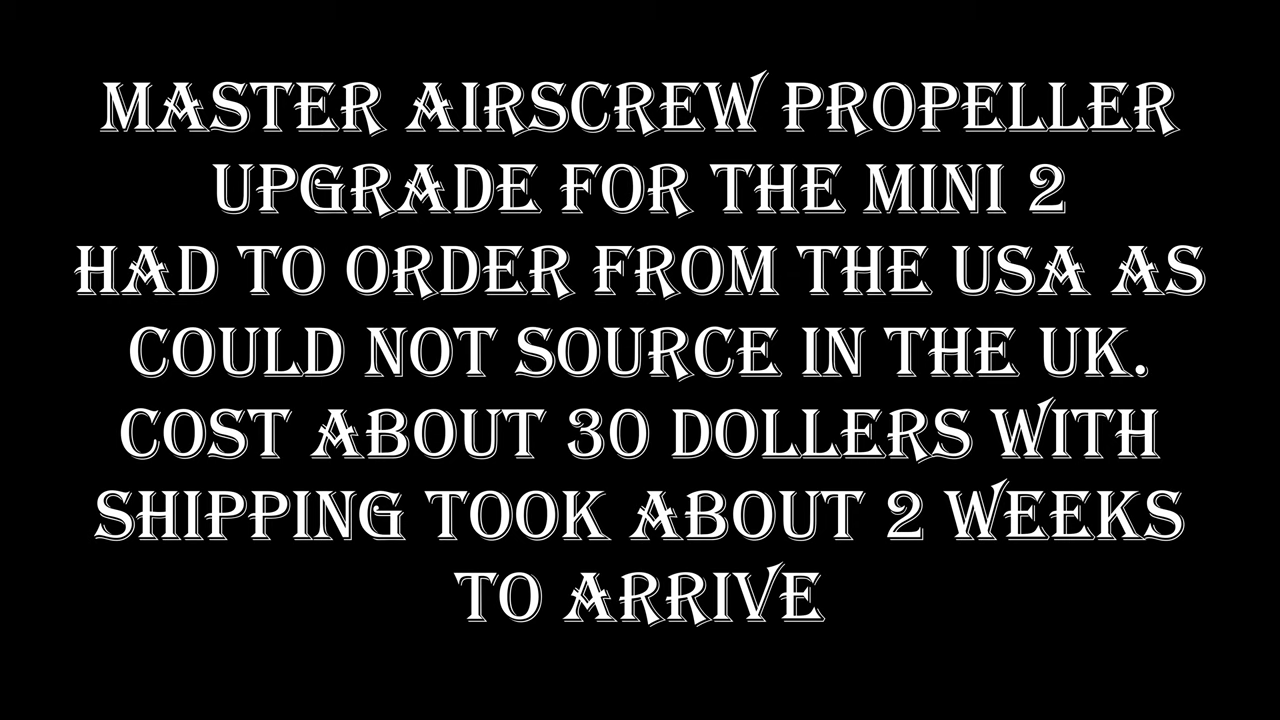 MASTER AIRSCREW PROPELLER
UPGRADE FOR THE MINI 2
HAD TO ORDER FROM THE USA AS
COULD NOT SOURCE IN THE UK.
COST ABOUT 30 DOLLERS WITH
SHIPPING TOOK ABOUT 2 WEEKS
TO ARRIVE